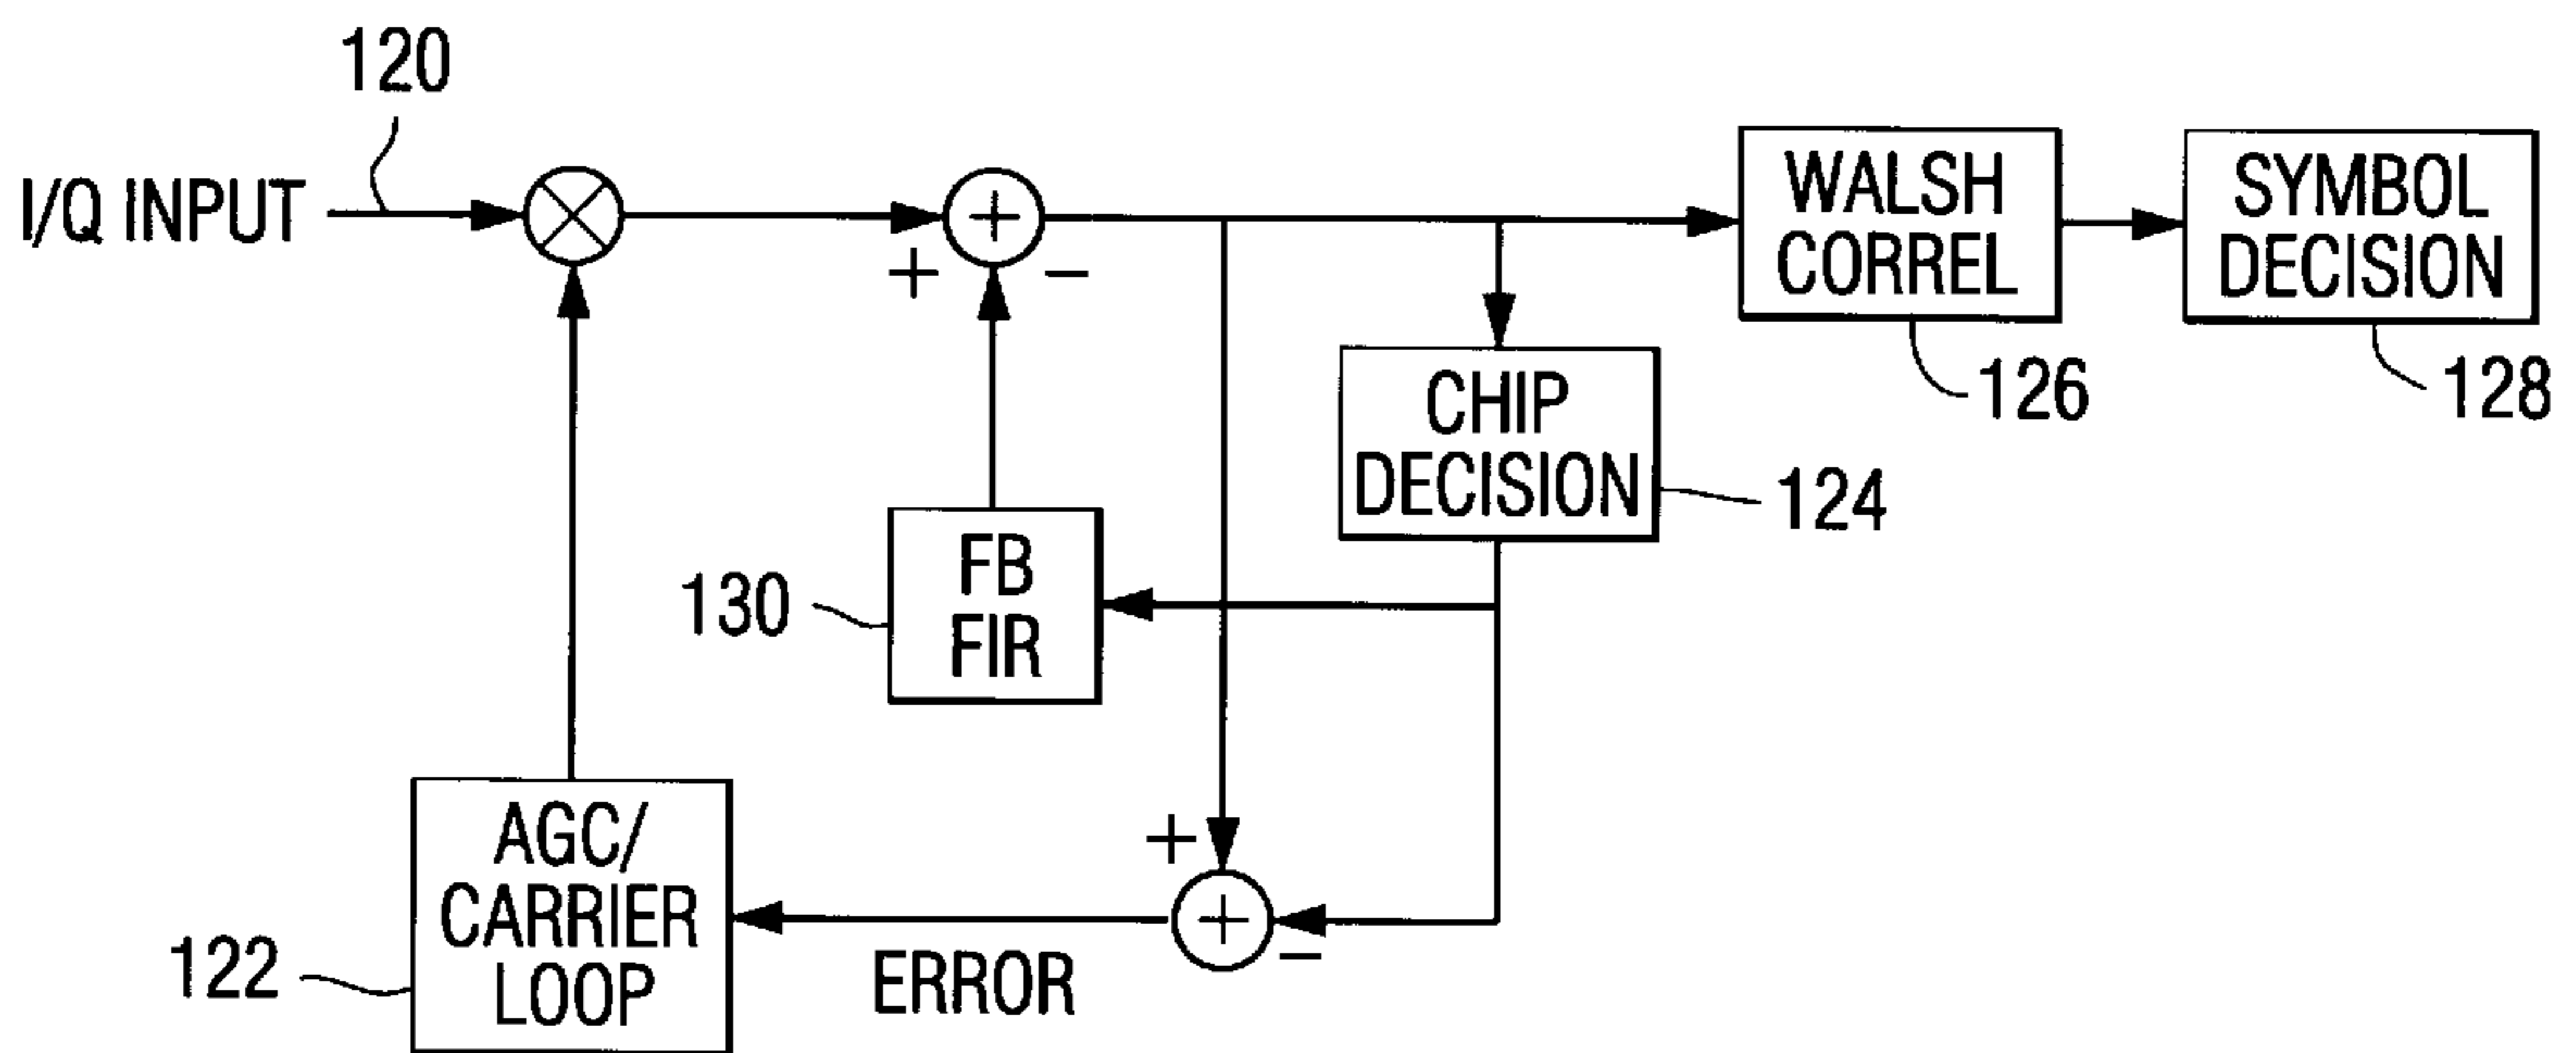 120
I/Q INPUT
+
−
WALSH
CORREL
126
SYMBOL
DECISION
128
CHIP
DECISION
124
FB
FIR
130
+
−
AGC/
CARRIER
LOOP
122
ERROR